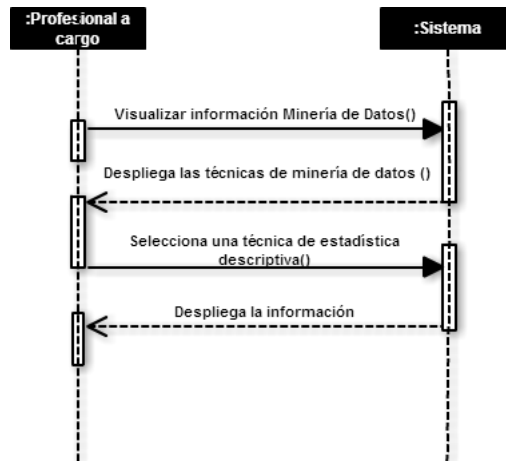 :Profesional a
cargo
:Sistema
Visualizar información Minería de Datos()
Despliega las técnicas de minería de datos ()
Selecciona una técnica de estadística
descriptiva()
Despliega la información